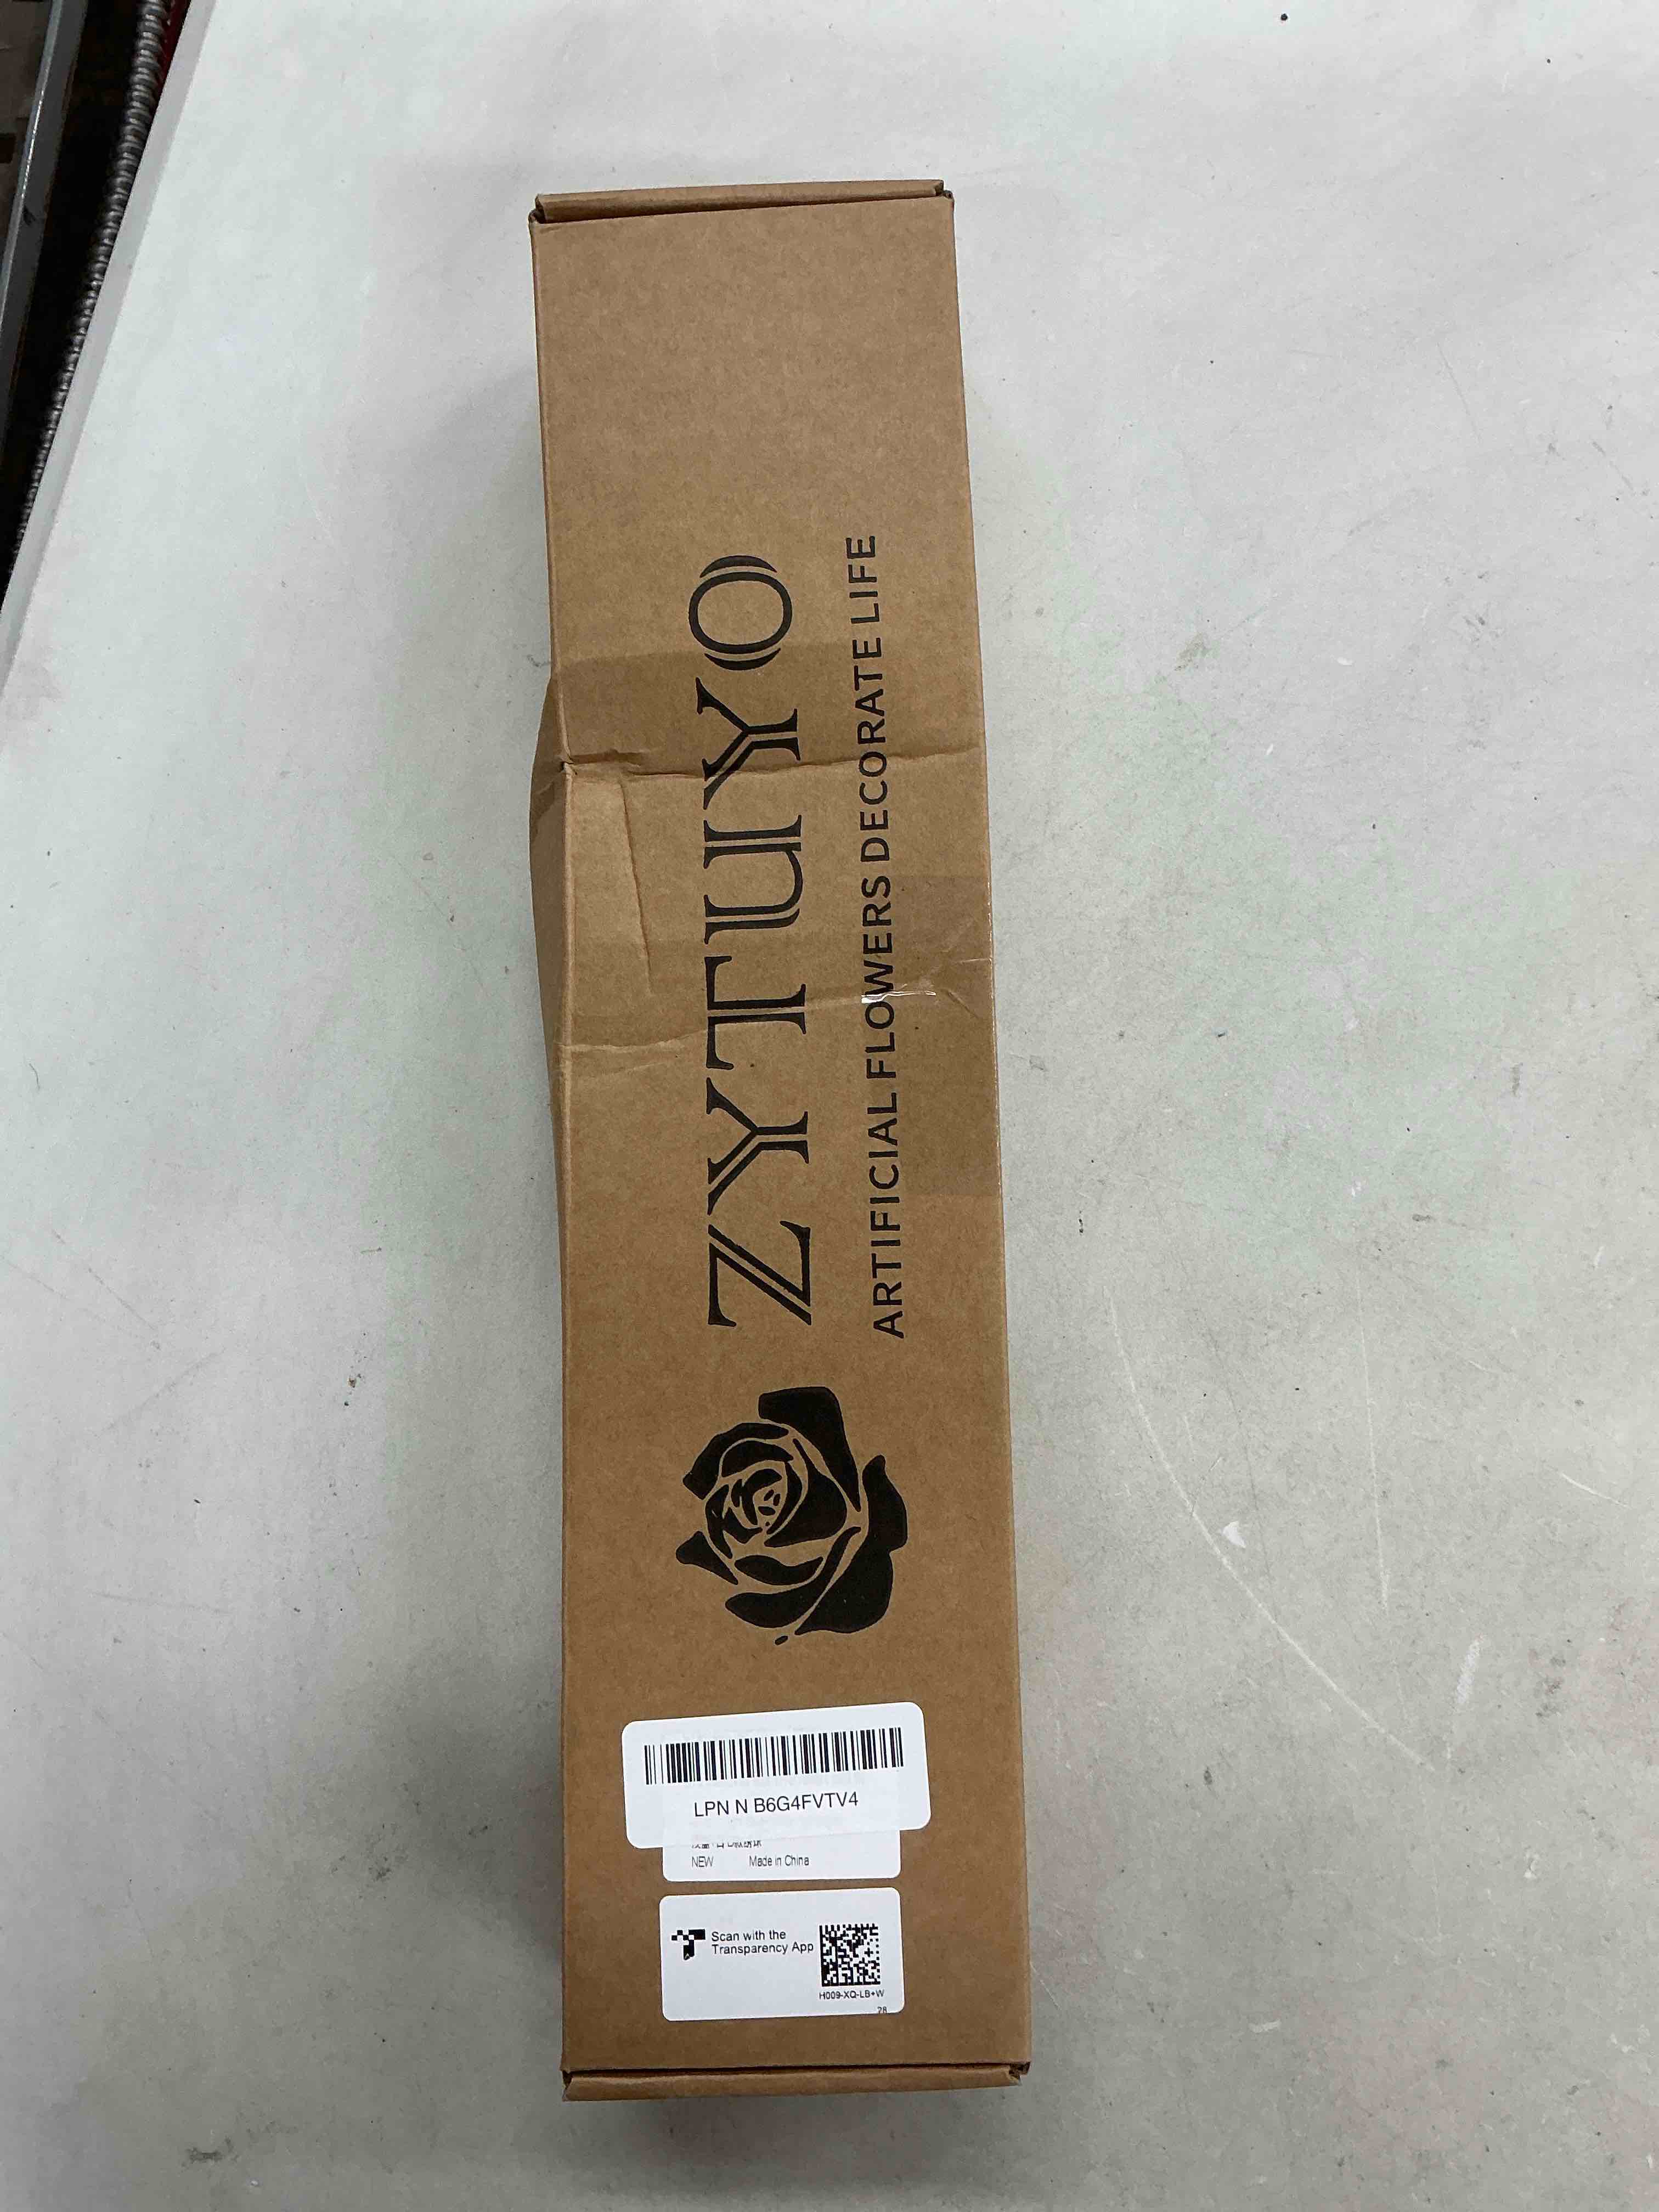 ZYTUYO
ARTIFICIAL FLOWERS DECORATE LIFE
LPN N B6G4FVTV4
NEW Made in China
Scan with the
Transparency App
H009-XQ-LB+W
28